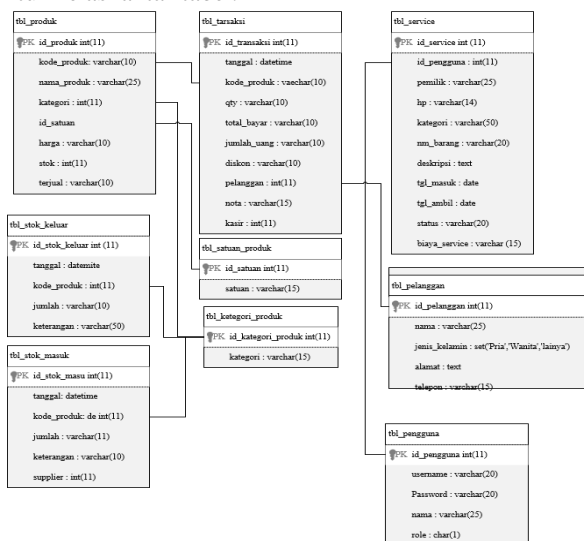 tbl_produk
PK id_produk int(11)
kode_produk: varchar(10)
nama_produk : varchar(25)
kategori : int(11)
id_satuan
harga : varchar(10)
stok : int(11)
terjual : varchar(10)
tbl_tarsaksi
PK id_transaksi int(11)
tanggal : datetime
kode_produk : vaechar(10)
qty : varchar(10)
total_bayar : varchar(10)
jumlah_uang : varchar(10)
diskon : varchar(10)
pelanggan : int(11)
nota : varchar(15)
kasir : int(11)
tbl_service
PK id_service int (11)
id_pengguna : int(11)
pemilik : varchar(25)
hp : varchar(14)
kategori : varchar(50)
nm_barang : varchar(20)
deskripsi : text
tgl_masuk : date
tgl_ambil : date
status : varchar(20)
biaya_service : varchar (15)
tbl_stok_keluar
PK id_stok_keluar int (11)
tanggal : datemite
kode_produk : int(11)
jumlah : varchar(10)
keterangan : varchar(50)
tbl_satuan_produk
PK id_satuan int(11)
satuan : varchar(15)
tbl_pelanggan
PK id_pelanggan int(11)
nama : varchar(25)
jenis_kelamin : set('Pria','Wanita','lainya')
alamat : text
telepon : varchar(15)
tbl_ketegori_produk
PK id_kategori_produk int(11)
kategori : varchar(15)
tbl_stok_masuk
PK id_stok_masu int(11)
tanggal: datetime
kode_produk: de int(11)
jumlah : varchar(11)
keterangan : varchar(10)
supplier : int(11)
tbl_pengguna
PK id_pengguna int(11)
username : varchar(20)
Password : varchar(20)
nama : varchar(25)
role : char(1)